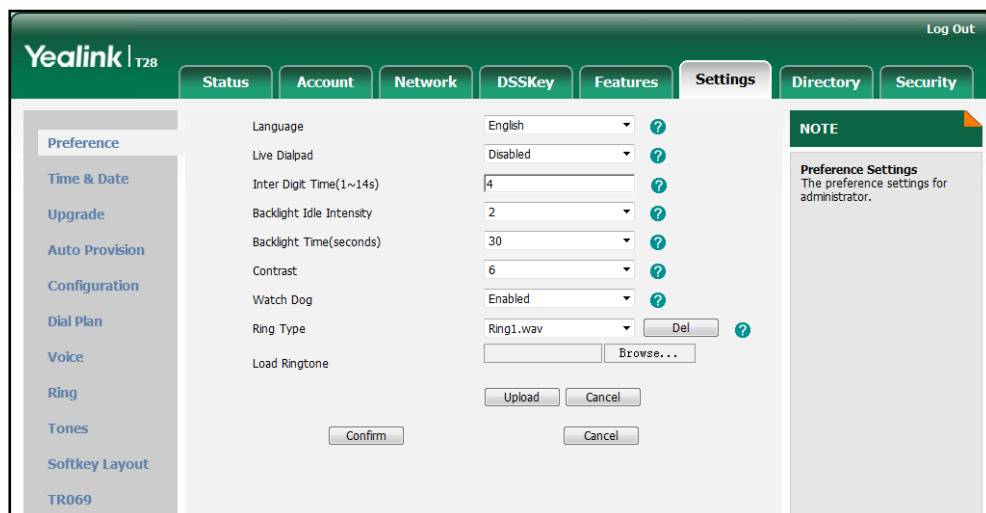 Log Out
Yealink | T28
Status Account Network DSSKey Features Settings Directory Security
Preference
Time & Date
Upgrade
Auto Provision
Configuration
Dial Plan
Voice
Ring
Tones
Softkey Layout
TR069
Language English ?
Live Dialpad Disabled ?
Inter Digit Time(1~14s) 4 ?
Backlight Idle Intensity 2 ?
Backlight Time(seconds) 30 ?
Contrast 6 ?
Watch Dog Enabled ?
Ring Type Ring1.wav Del ?
Load Ringtone Browse...
Upload Cancel
Confirm Cancel
NOTE
Preference Settings
The preference settings for
administrator.